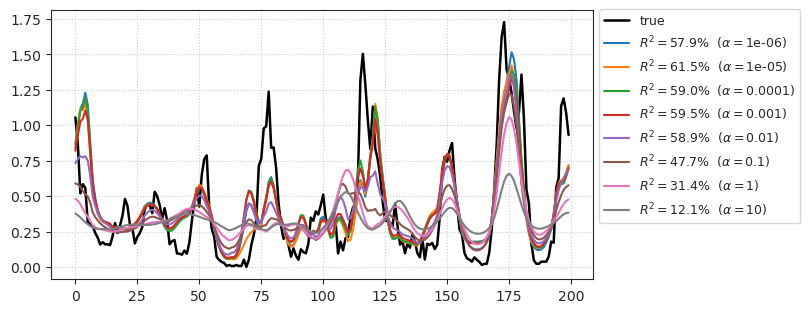 1.75
1.50
1.25
1.00
0.75
0.50
0.25
0.00
0 25 50 75 100 125 150 175 200
true
R² = 57.9% (α = 1e-06)
R² = 61.5% (α = 1e-05)
R² = 59.0% (α = 0.0001)
R² = 59.5% (α = 0.001)
R² = 58.9% (α = 0.01)
R² = 47.7% (α = 0.1)
R² = 31.4% (α = 1)
R² = 12.1% (α = 10)